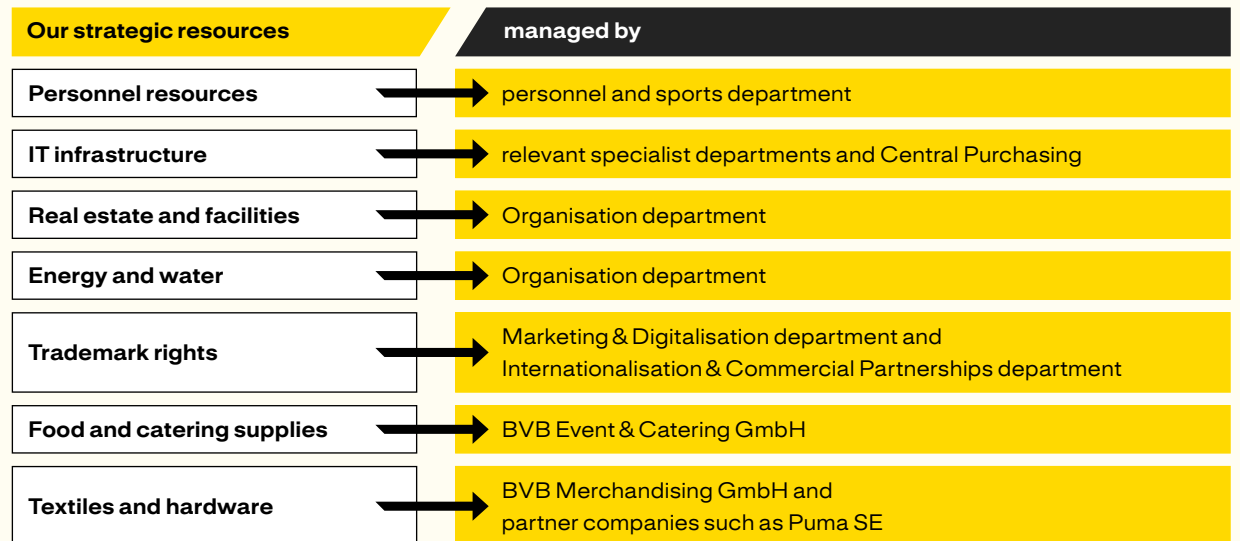 Our strategic resources
managed by
Personnel resources
personnel and sports department
IT infrastructure
relevant specialist departments and Central Purchasing
Real estate and facilities
Organisation department
Energy and water
Organisation department
Trademark rights
Marketing & Digitalisation department and
Internationalisation & Commercial Partnerships department
Food and catering supplies
BVB Event & Catering GmbH
Textiles and hardware
BVB Merchandising GmbH and
partner companies such as Puma SE